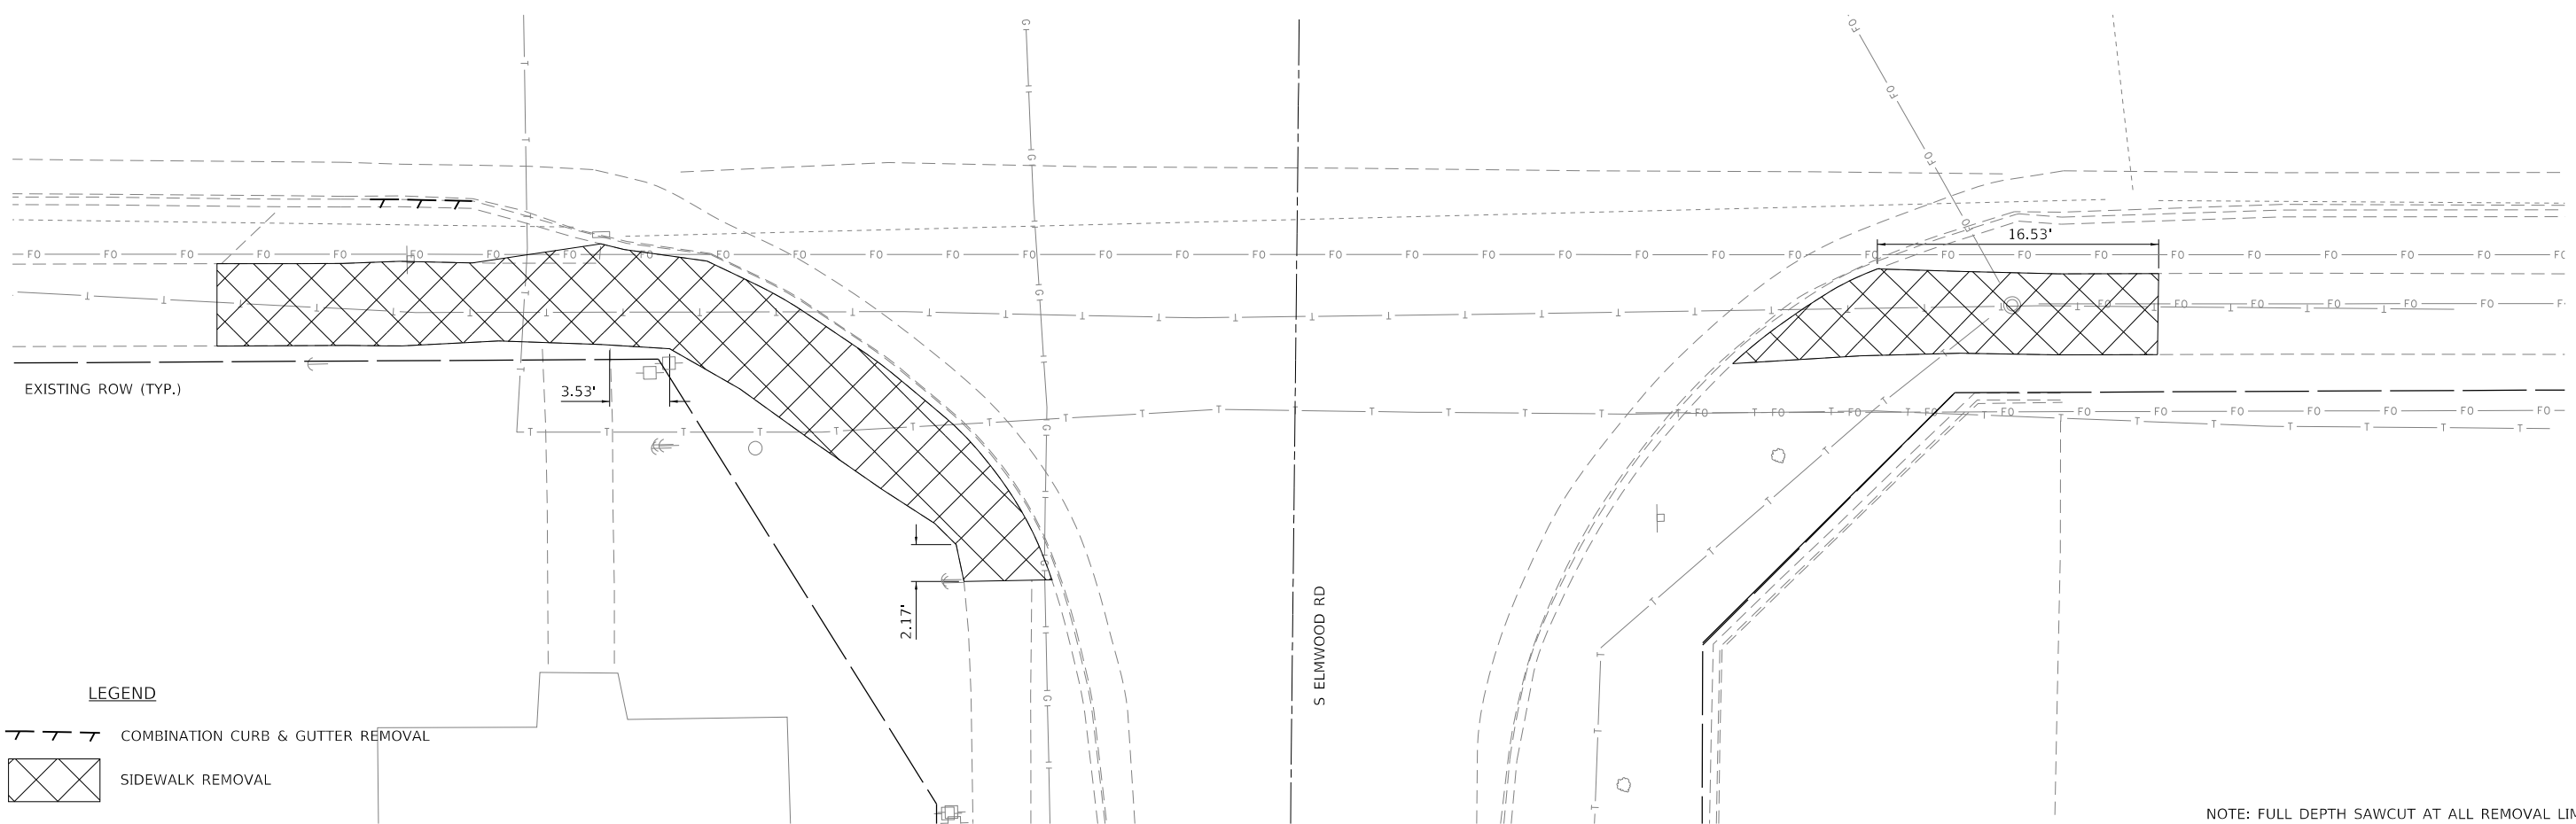 16.53'
EXISTING ROW (TYP.)
3.53'
2.17'
S ELMWOOD RD
LEGEND
COMBINATION CURB & GUTTER REMOVAL
SIDEWALK REMOVAL
NOTE: FULL DEPTH SAWCUT AT ALL REMOVAL